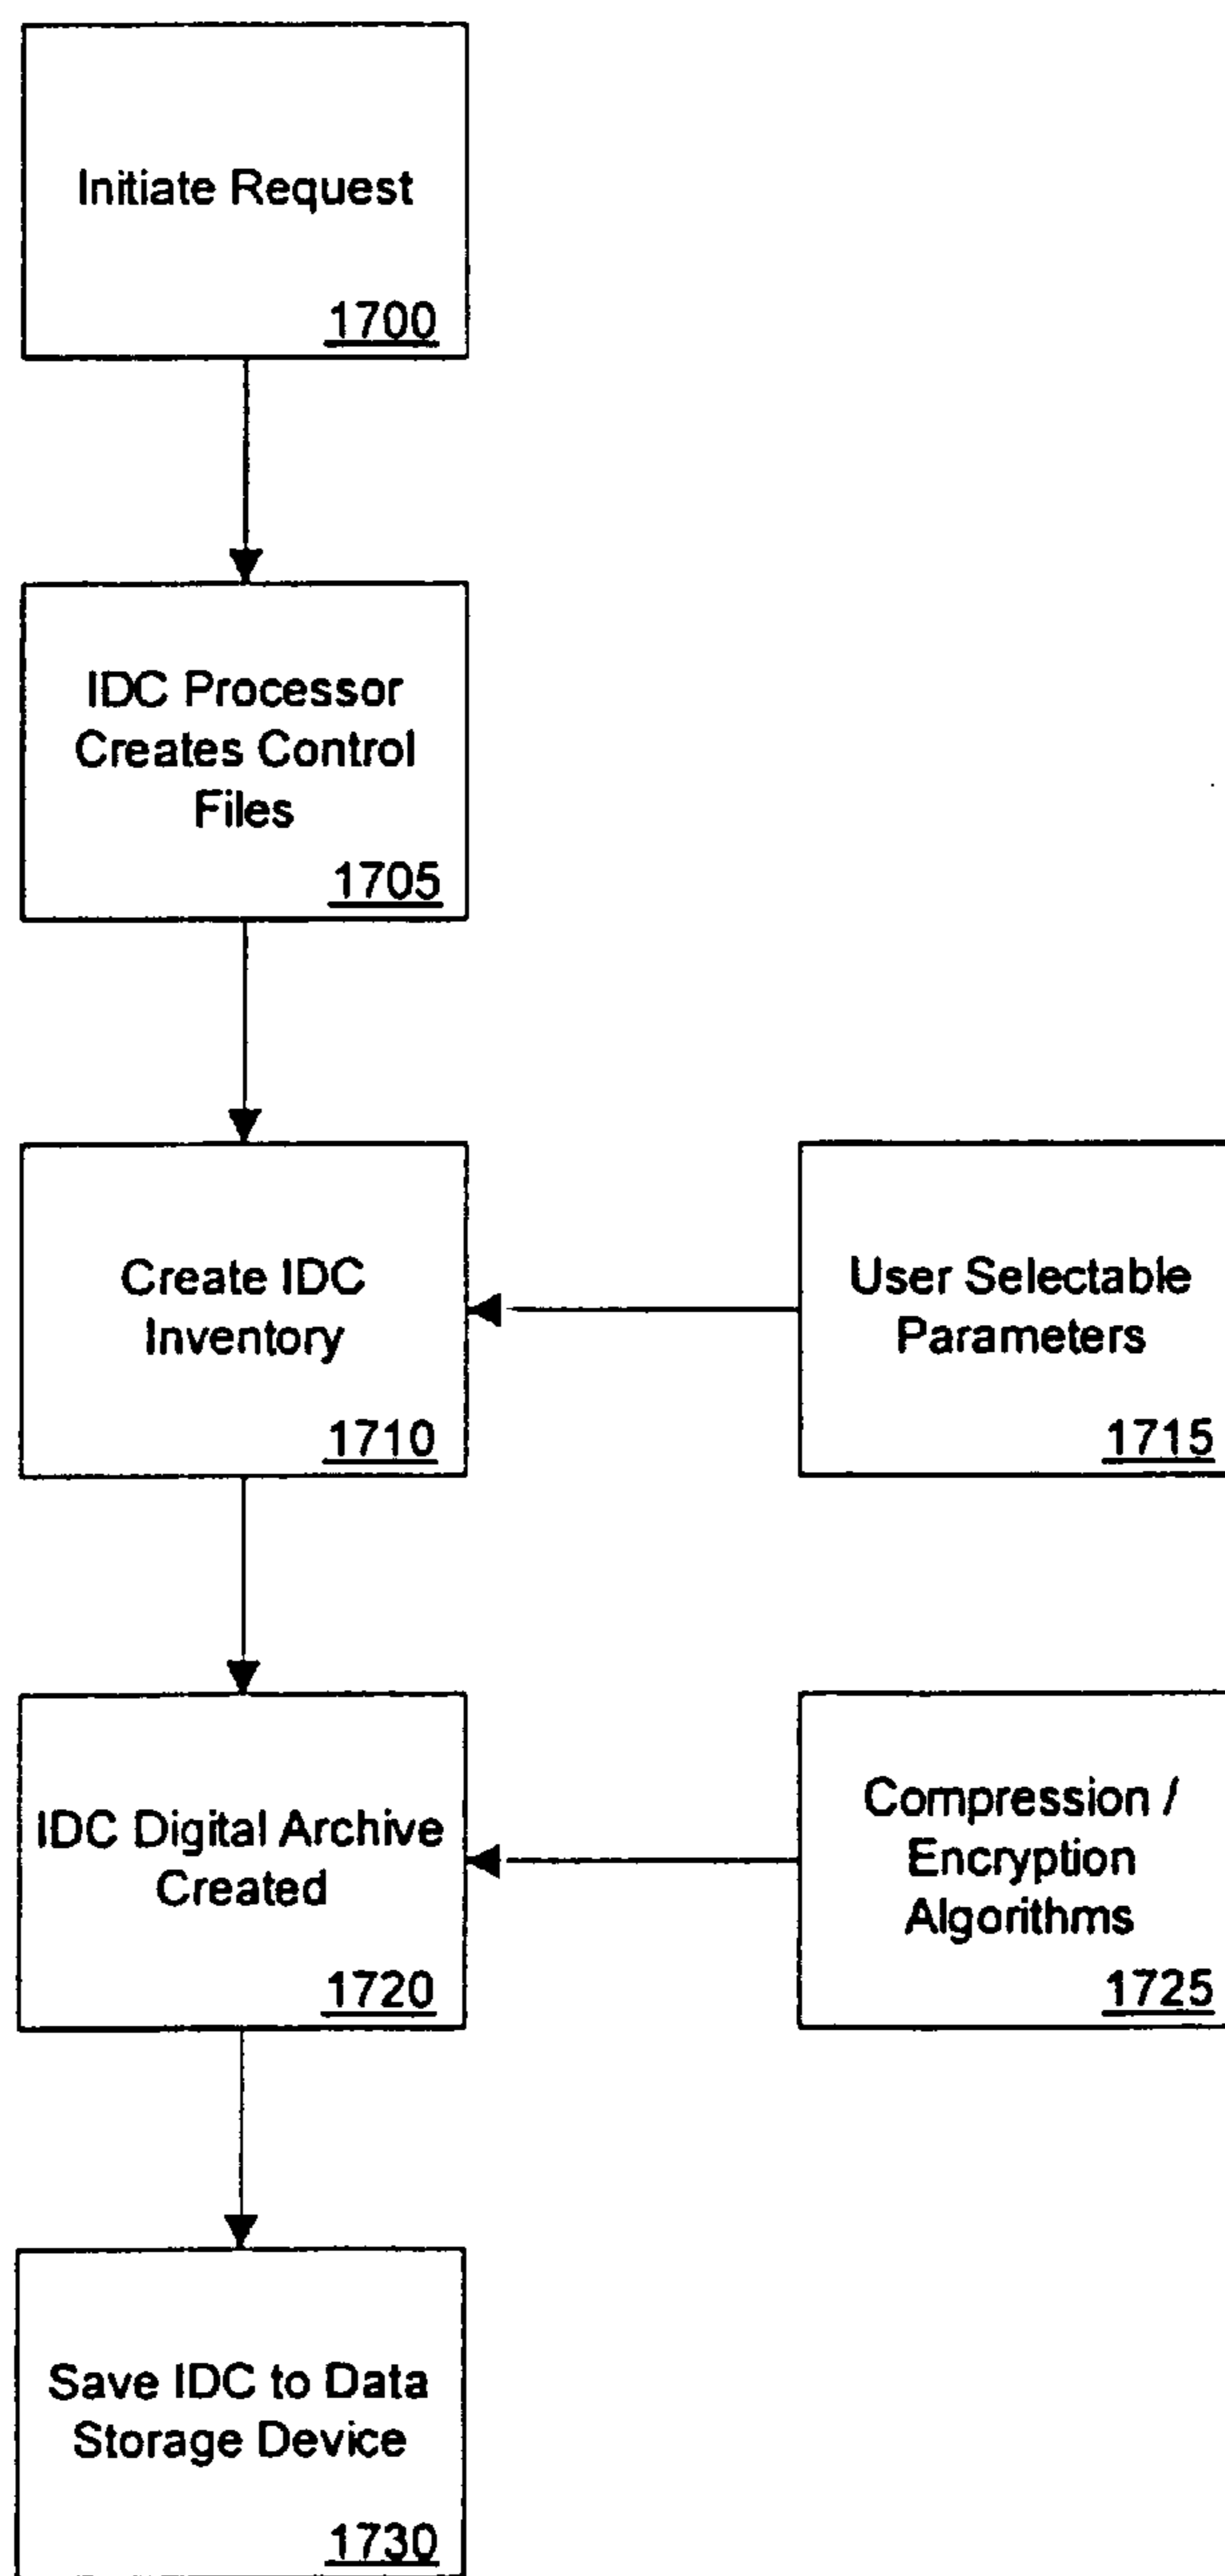 Initiate Request
1700
IDC Processor
Creates Control
Files
1705
Create IDC
Inventory
1710
User Selectable
Parameters
1715
IDC Digital Archive
Created
1720
Compression /
Encryption
Algorithms
1725
Save IDC to Data
Storage Device
1730